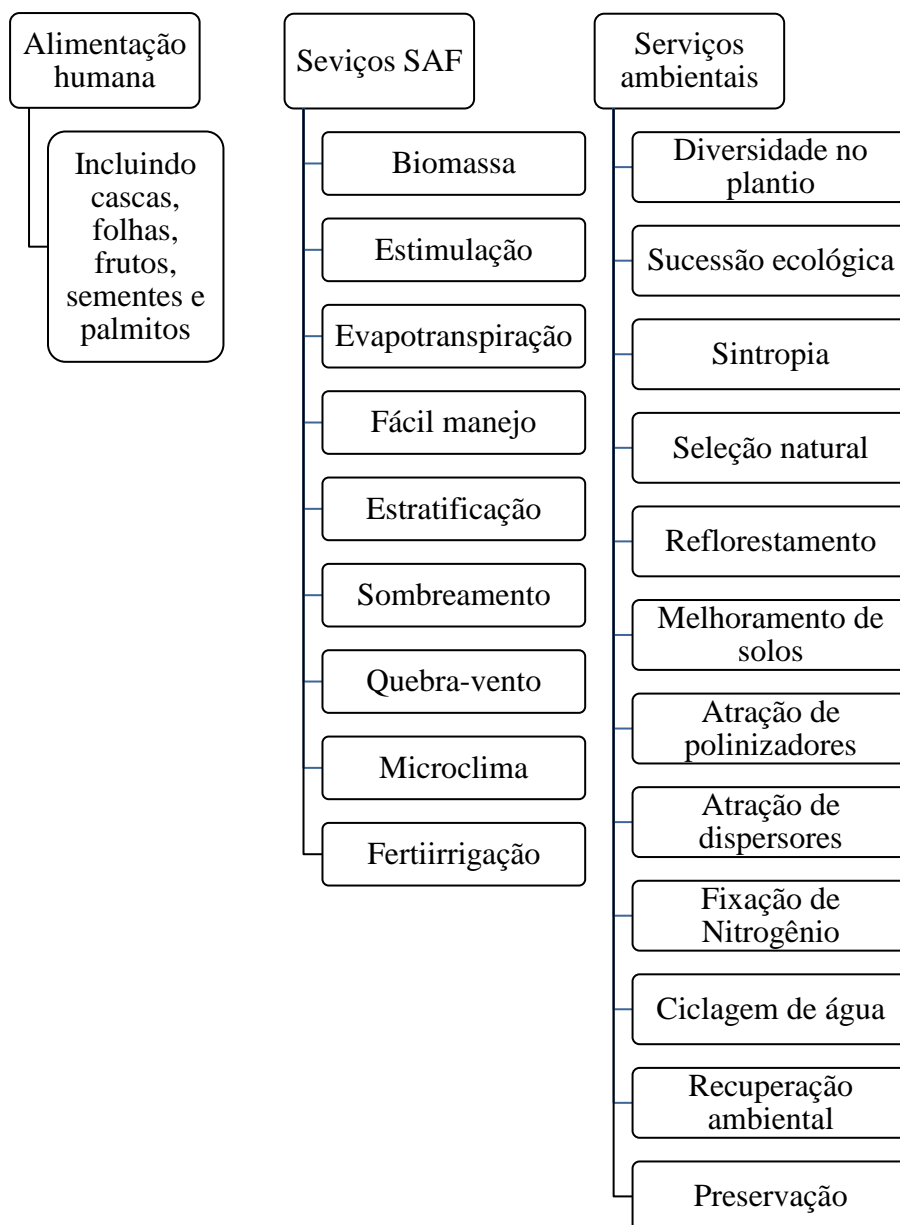 Alimentação
humana
Incluindo
cascas,
folhas,
frutos,
sementes e
palmitos
Seviços SAF
Biomassa
Estimulação
Evapotranspiração
Fácil manejo
Estratificação
Sombreamento
Quebra-vento
Microclima
Fertiirrigação
Serviços
ambientais
Diversidade no
plantio
Sucessão ecológica
Sintropia
Seleção natural
Reflorestamento
Melhoramento de
solos
Atração de
polinizadores
Atração de
dispersores
Fixação de
Nitrogênio
Ciclagem de água
Recuperação
ambiental
Preservação